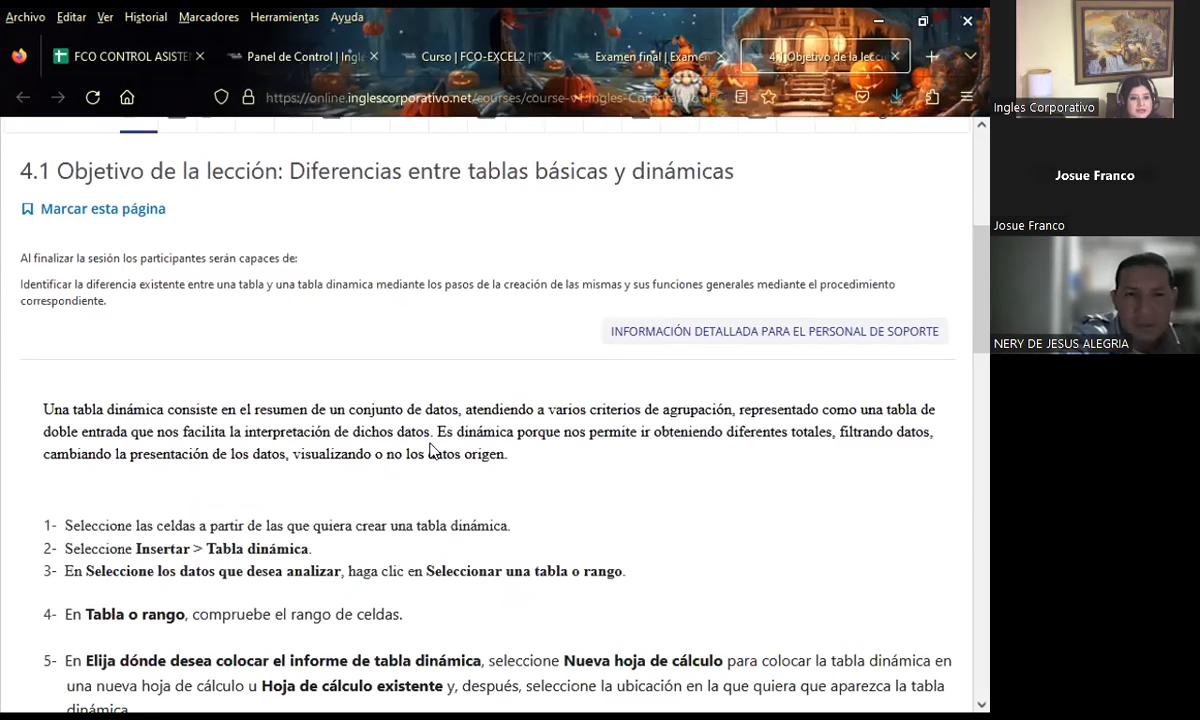 Archivo Editar Ver Historial Marcadores Herramientas Ayuda
FCO CONTROL ASISTE Panel de Control | Ingl Curso | FCO-EXCEL2 | Examen final | Examen 4.1 Objetivo de la lecci
https://online.inglescorporativo.net/courses/course-v1:Ingles-Corporativo
4.1 Objetivo de la lección: Diferencias entre tablas básicas y dinámicas
Marcar esta página
Al finalizar la sesión los participantes serán capaces de:
Identificar la diferencia existente entre una tabla y una tabla dinamica mediante los pasos de la creación de las mismas y sus funciones generales mediante el procedimiento
correspondiente.
INFORMACIÓN DETALLADA PARA EL PERSONAL DE SOPORTE
Una tabla dinámica consiste en el resumen de un conjunto de datos, atendiendo a varios criterios de agrupación, representado como una tabla de
doble entrada que nos facilita la interpretación de dichos datos. Es dinámica porque nos permite ir obteniendo diferentes totales, filtrando datos,
cambiando la presentación de los datos, visualizando o no los datos origen.
1- Seleccione las celdas a partir de las que quiera crear una tabla dinámica.
2- Seleccione Insertar > Tabla dinámica.
3- En Seleccione los datos que desea analizar, haga clic en Seleccionar una tabla o rango.
4- En Tabla o rango, compruebe el rango de celdas.
5- En Elija dónde desea colocar el informe de tabla dinámica, seleccione Nueva hoja de cálculo para colocar la tabla dinámica en
una nueva hoja de cálculo u Hoja de cálculo existente y, después, seleccione la ubicación en la que quiera que aparezca la tabla
dinámica
Ingles Corporativo
Josue Franco
Josue Franco
NERY DE JESUS ALEGRIA